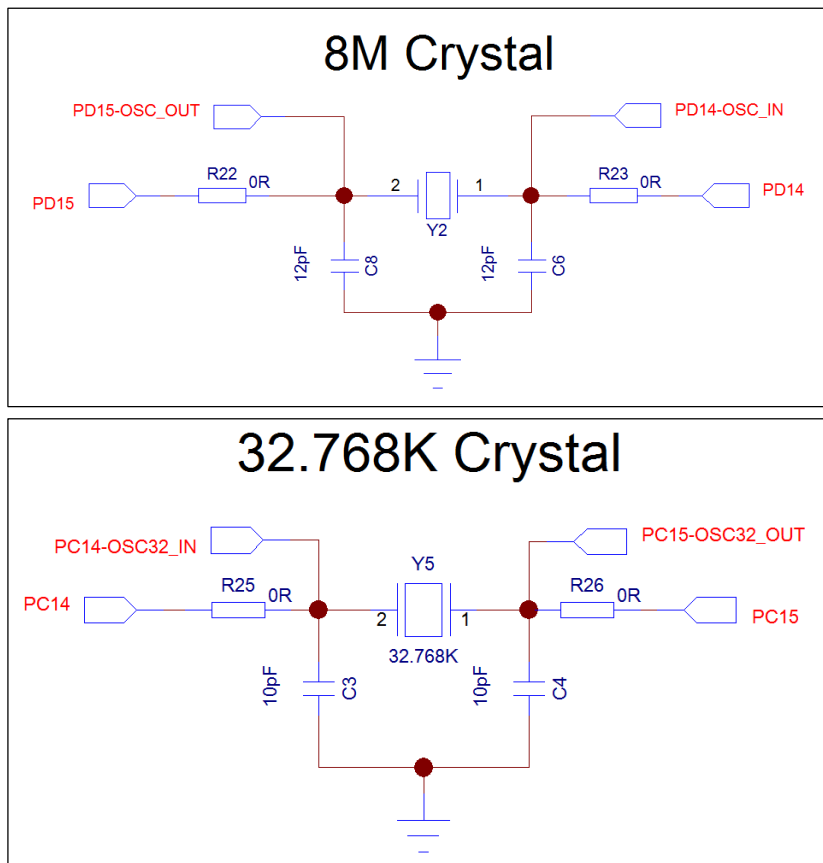 8M Crystal
PD15-OSC_OUT
PD14-OSC_IN
R22
0R
2
1
R23
0R
PD15
Y2
PD14
12pF
C8
12pF
C6
32.768K Crystal
PC14-OSC32_IN
PC15-OSC32_OUT
Y5
R25
0R
R26
0R
PC14
2
1
PC15
32.768K
10pF
C3
10pF
C4